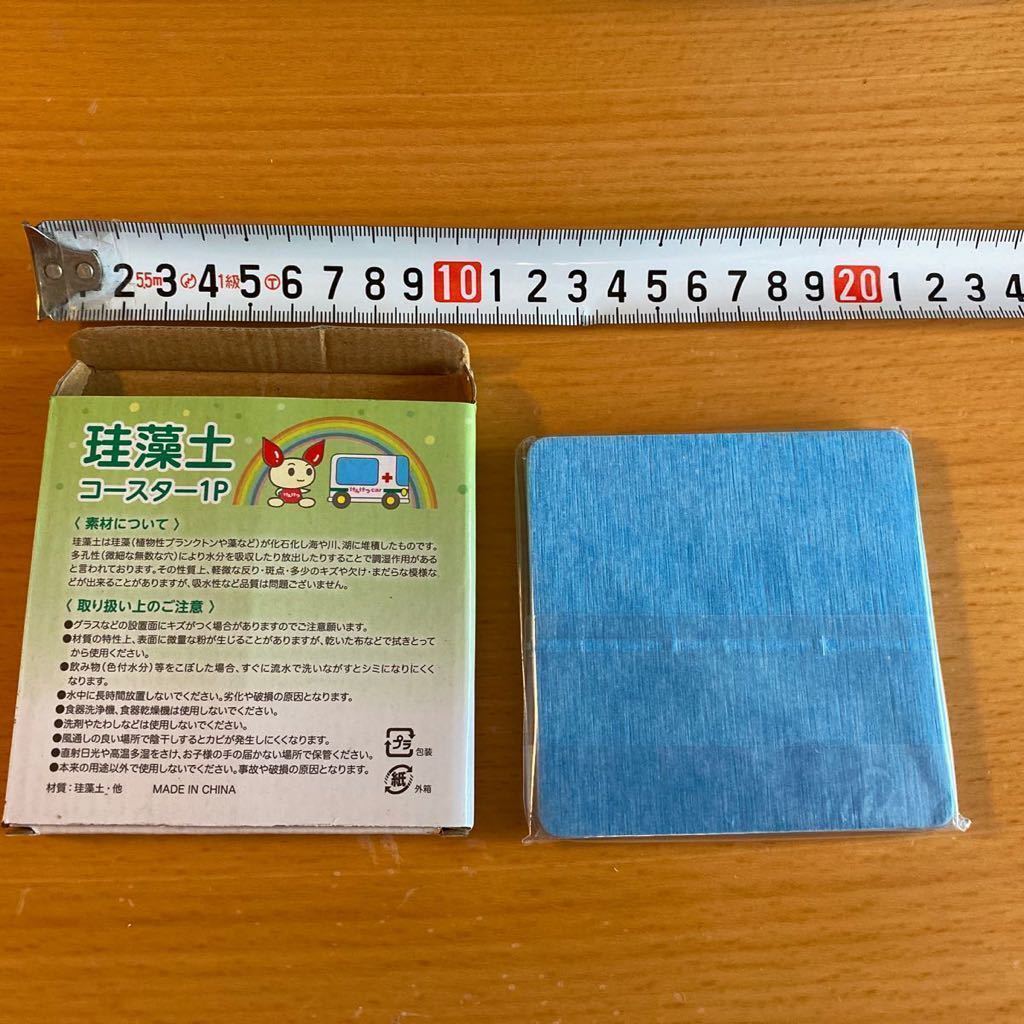 1 2 5.5m 3 4 1級 5 T 6 7 8 9 10 1 2 3 4 5 6 7 8 9 20 1 2 3 4
珪藻土
コースター1P
けんけつ car
けんけつ
〈 素材について 〉
珪藻土は珪藻(植物性プランクトンや藻など)が化石化し海や川、湖に堆積したものです。
多孔性(微細な無数な穴)により水分を吸収したり放出したりすることで調湿作用がある
と言われております。その性質上、軽微な反り・斑点・多少のキズや欠け・まだらな模様な
どが出来ることがありますが、吸水性など品質は問題ございません。
〈 取り扱い上のご注意 〉
●グラスなどの設置面にキズがつく場合がありますのでご注意願います。
●材質の特性上、表面に微量な粉が生じることがありますが、乾いた布などで拭きとって
から使用ください。
●飲み物(色付水分)等をこぼした場合、すぐに流水で洗いながすとシミになりにくく
なります。
●水中に長時間放置しないでください。劣化や破損の原因となります。
●食器洗浄機、食器乾燥機は使用しないでください。
●洗剤やたわしなどは使用しないでください。
●風通しの良い場所で陰干しするとカビが発生しにくくなります。
●直射日光や高温多湿をさけ、お子様の手の届かない場所で保管ください。
●本来の用途以外で使用しないでください。事故や破損の原因となります。
材質：珪藻土・他 MADE IN CHINA
プラ 包装
紙 外箱